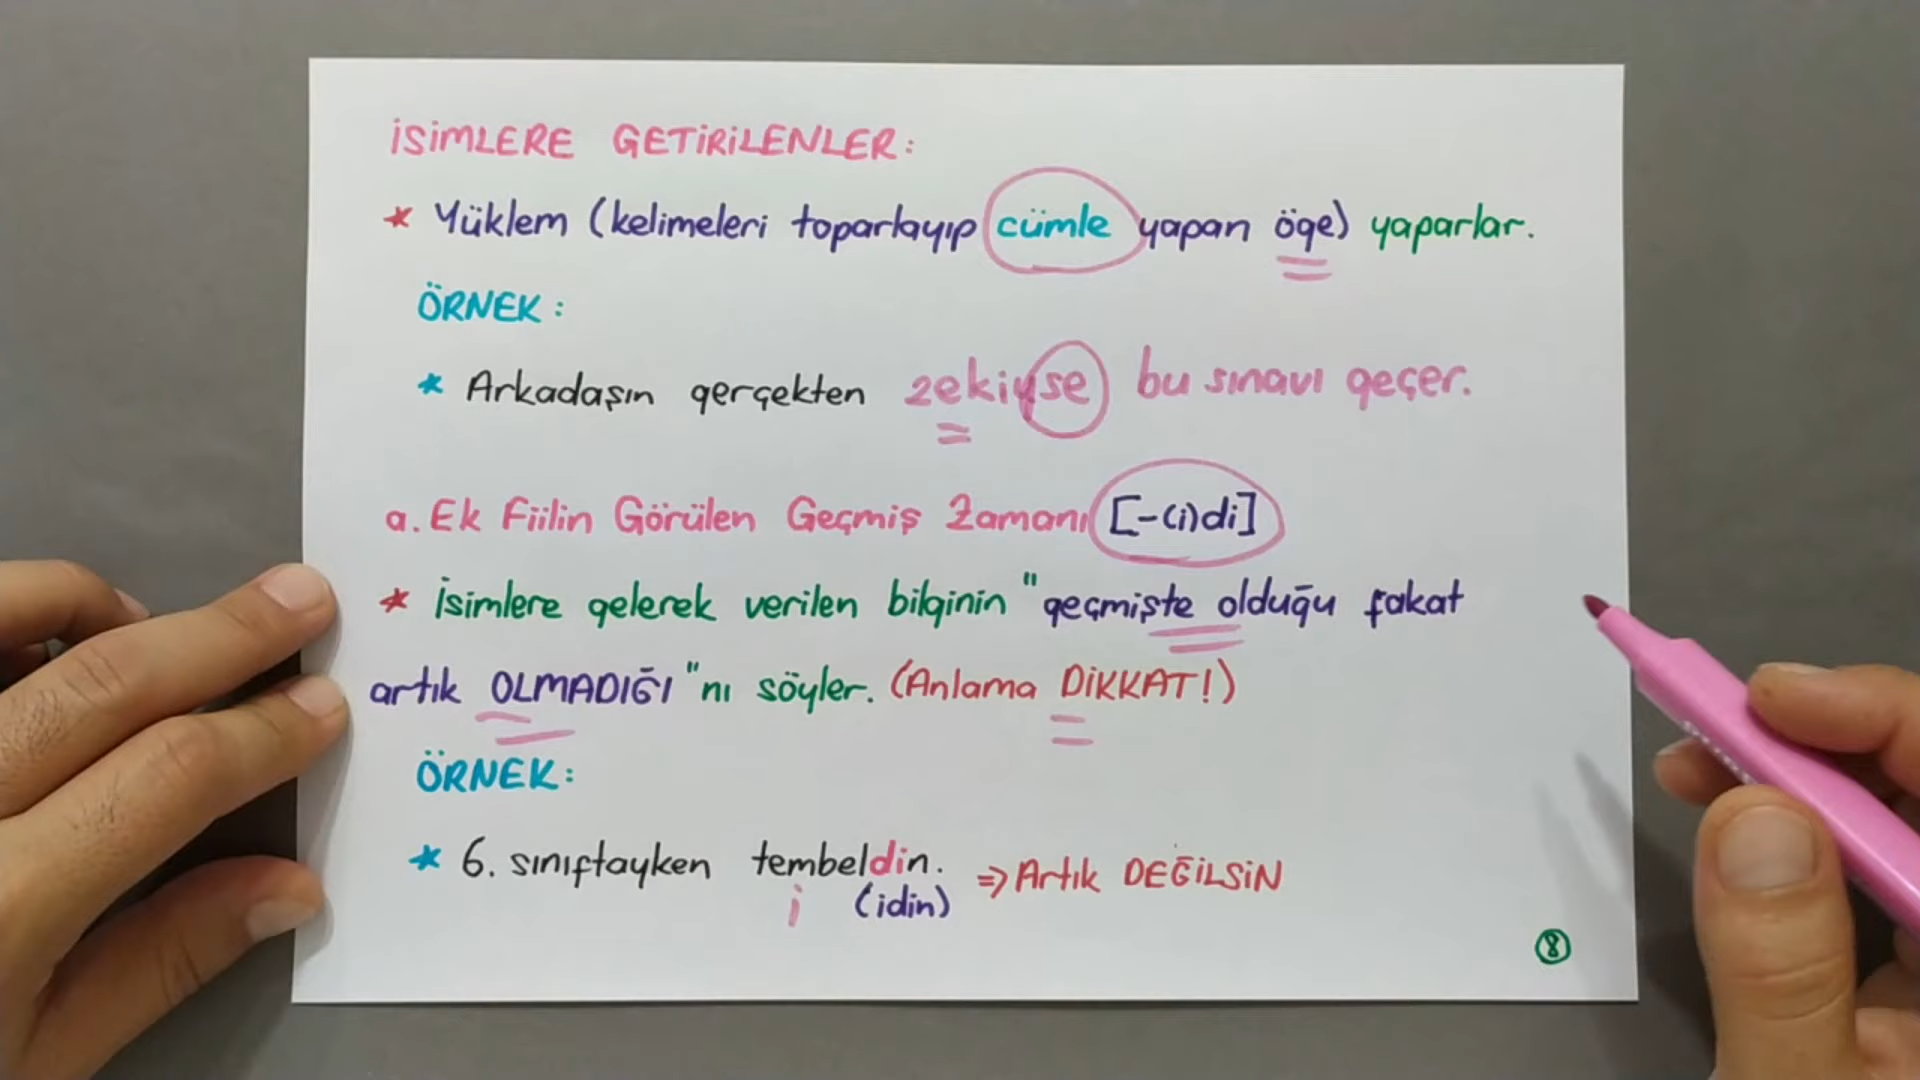 İSİMLERE GETİRİLENLER:
* Yüklem (kelimeleri toparlayıp cümle yapan öge) yaparlar.
ÖRNEK:
* Arkadaşın gerçekten zekiyse bu sınavı geçer.
a. Ek Fiilin Görülen Geçmiş Zamanı [-(i)di]
* İsimlere gelerek verilen bilginin "geçmişte olduğu fakat
artık OLMADIĞI"nı söyler. (Anlama DİKKAT!)
ÖRNEK:
* 6. sınıftayken tembeldin. => Artık DEĞİLSİN
i (idin)
8